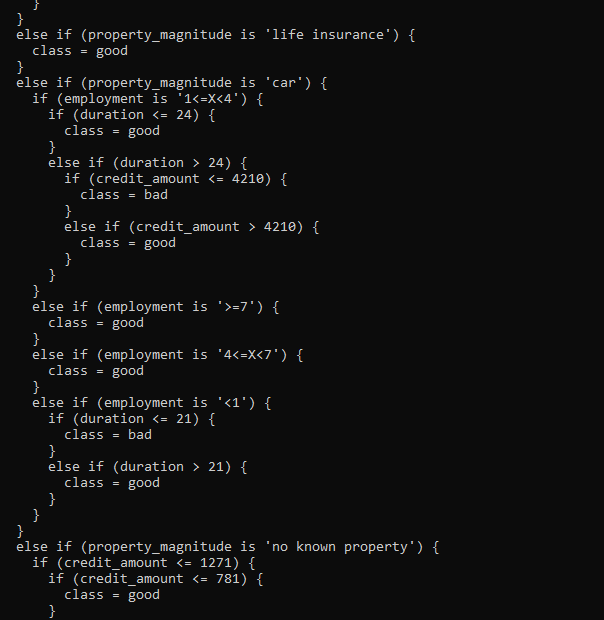 }
}
else if (property_magnitude is 'life insurance') {
class = good
}
else if (property_magnitude is 'car') {
if (employment is '1<=X<4') {
if (duration <= 24) {
class = good
}
else if (duration > 24) {
if (credit_amount <= 4210) {
class = bad
}
else if (credit_amount > 4210) {
class = good
}
}
}
else if (employment is '>=7') {
class = good
}
else if (employment is '4<=X<7') {
class = good
}
else if (employment is '<1') {
if (duration <= 21) {
class = bad
}
else if (duration > 21) {
class = good
}
}
}
else if (property_magnitude is 'no known property') {
if (credit_amount <= 1271) {
if (credit_amount <= 781) {
class = good
}